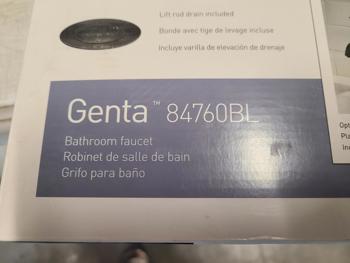 Lift rod drain included
Bonde avec tige de levage incluse
Incluye varilla de elevación de drenaje
Genta™ 84760BL
Bathroom faucet
Robinet de salle de bain
Grifo para baño